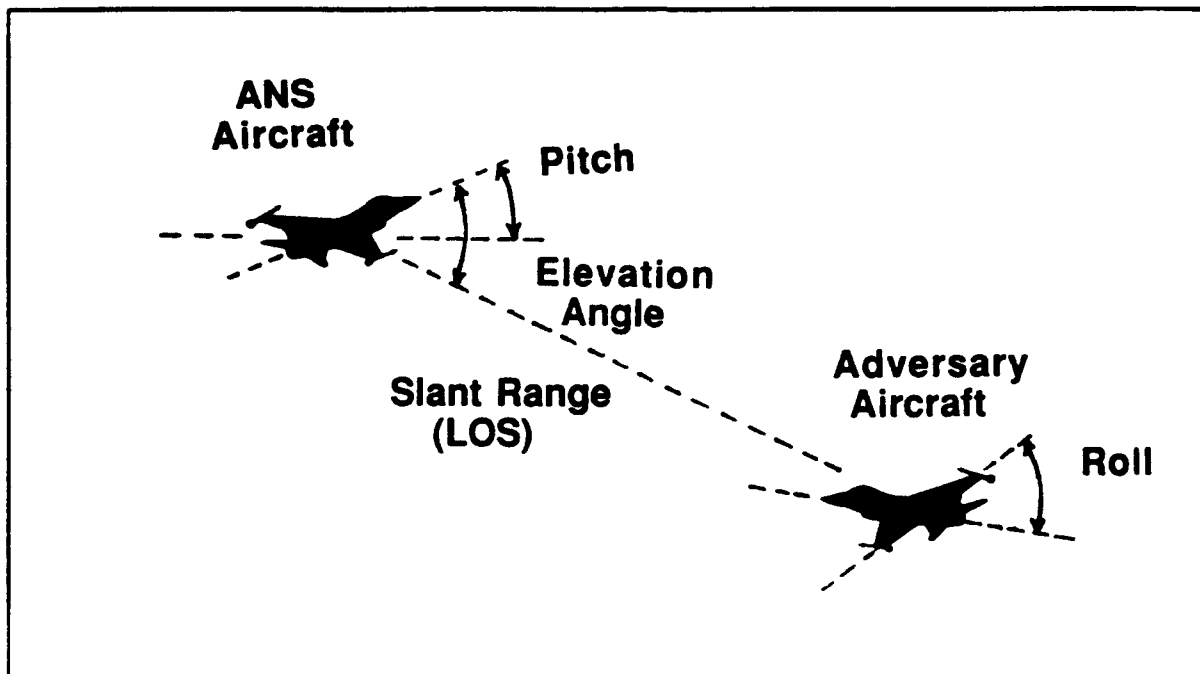 ANS
Aircraft
Pitch
Elevation
Angle
Slant Range
(LOS)
Adversary
Aircraft
Roll